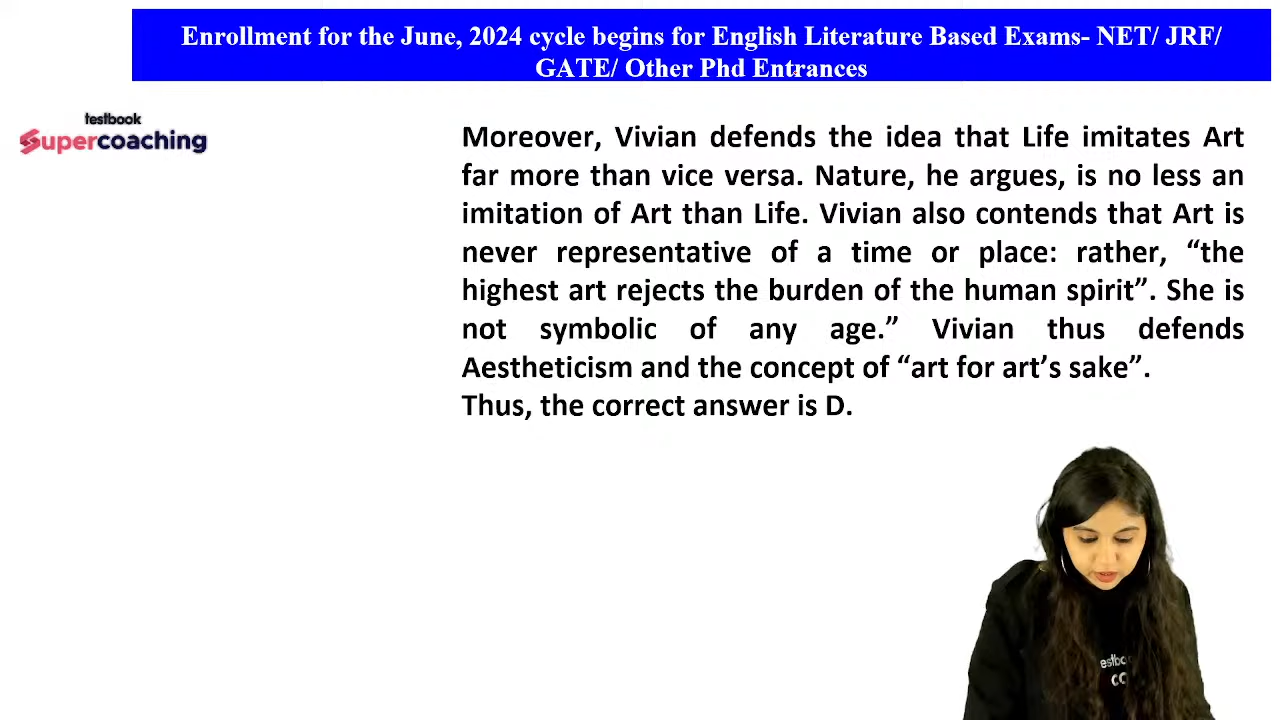 Enrollment for the June, 2024 cycle begins for English Literature Based Exams- NET/ JRF/
GATE/ Other Phd Entrances
testbook
Supercoaching
Moreover, Vivian defends the idea that Life imitates Art
far more than vice versa. Nature, he argues, is no less an
imitation of Art than Life. Vivian also contends that Art is
never representative of a time or place: rather, “the
highest art rejects the burden of the human spirit”. She is
not symbolic of any age.” Vivian thus defends
Aestheticism and the concept of “art for art’s sake”.
Thus, the correct answer is D.